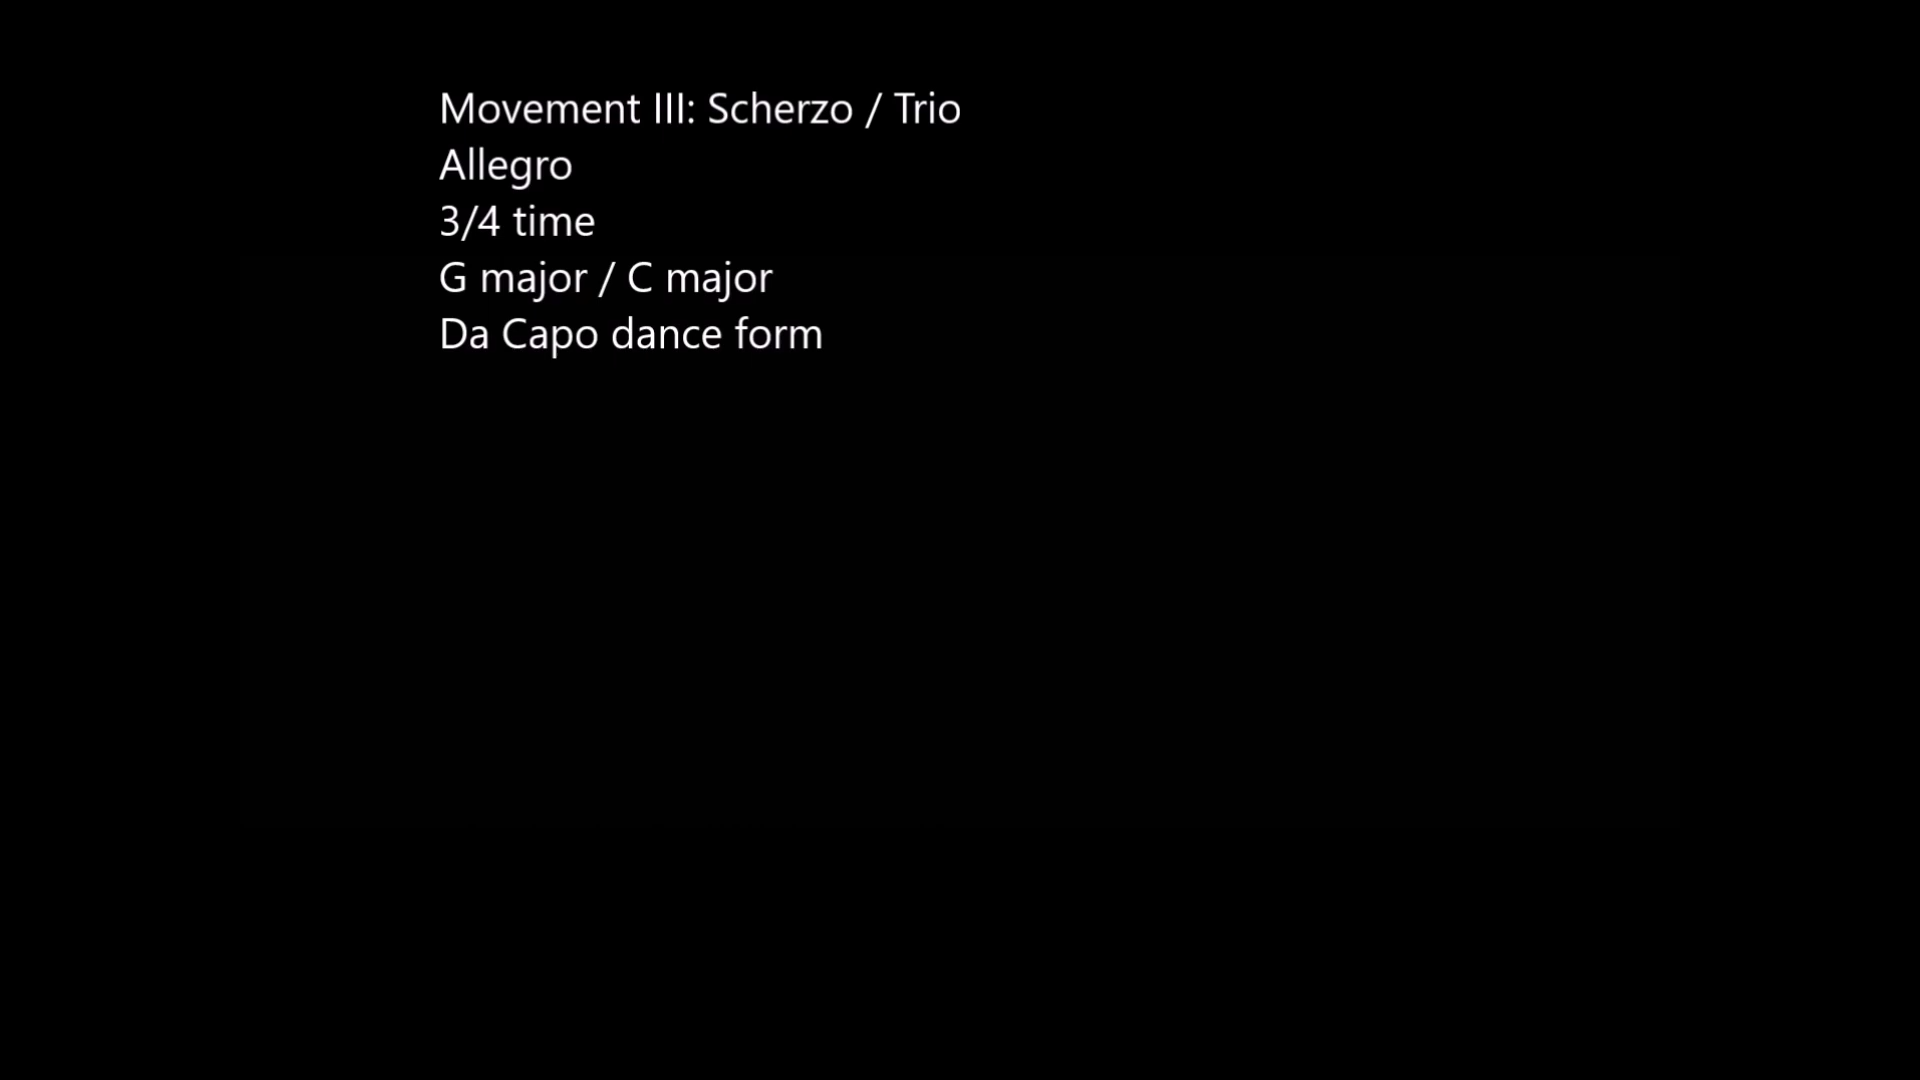 Movement III: Scherzo / Trio
Allegro
3/4 time
G major / C major
Da Capo dance form